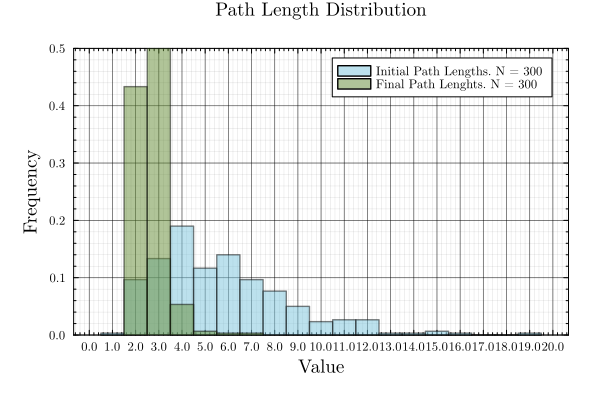 Path Length Distribution
Initial Path Lengths. N = 300
Final Path Lenghts. N = 300
Frequency
0.5
0.4
0.3
0.2
0.1
0.0
0.0 1.0 2.0 3.0 4.0 5.0 6.0 7.0 8.0 9.0 10.0 11.0 12.0 13.0 14.0 15.0 16.0 17.0 18.0 19.0 20.0
Value